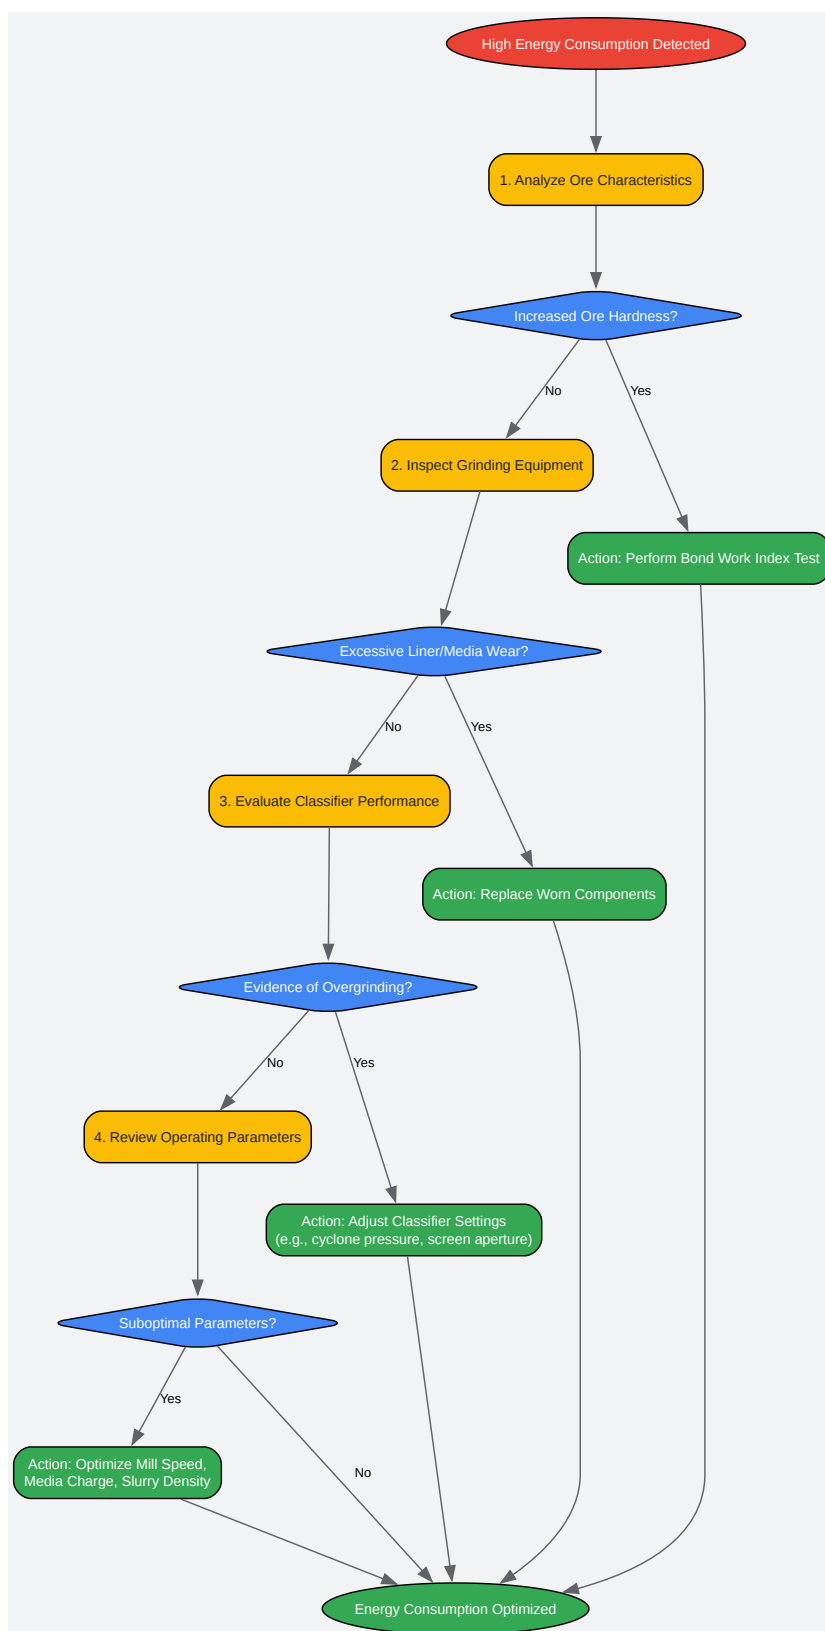 High Energy Consumption Detected
1. Analyze Ore Characteristics
Increased Ore Hardness?
No
Yes
2. Inspect Grinding Equipment
Action: Perform Bond Work Index Test
Excessive Liner/Media Wear?
No
Yes
3. Evaluate Classifier Performance
Action: Replace Worn Components
Evidence of Overgrinding?
No
Yes
4. Review Operating Parameters
Action: Adjust Classifier Settings
(e.g., cyclone pressure, screen aperture)
Suboptimal Parameters?
Yes
No
Action: Optimize Mill Speed,
Media Charge, Slurry Density
Energy Consumption Optimized